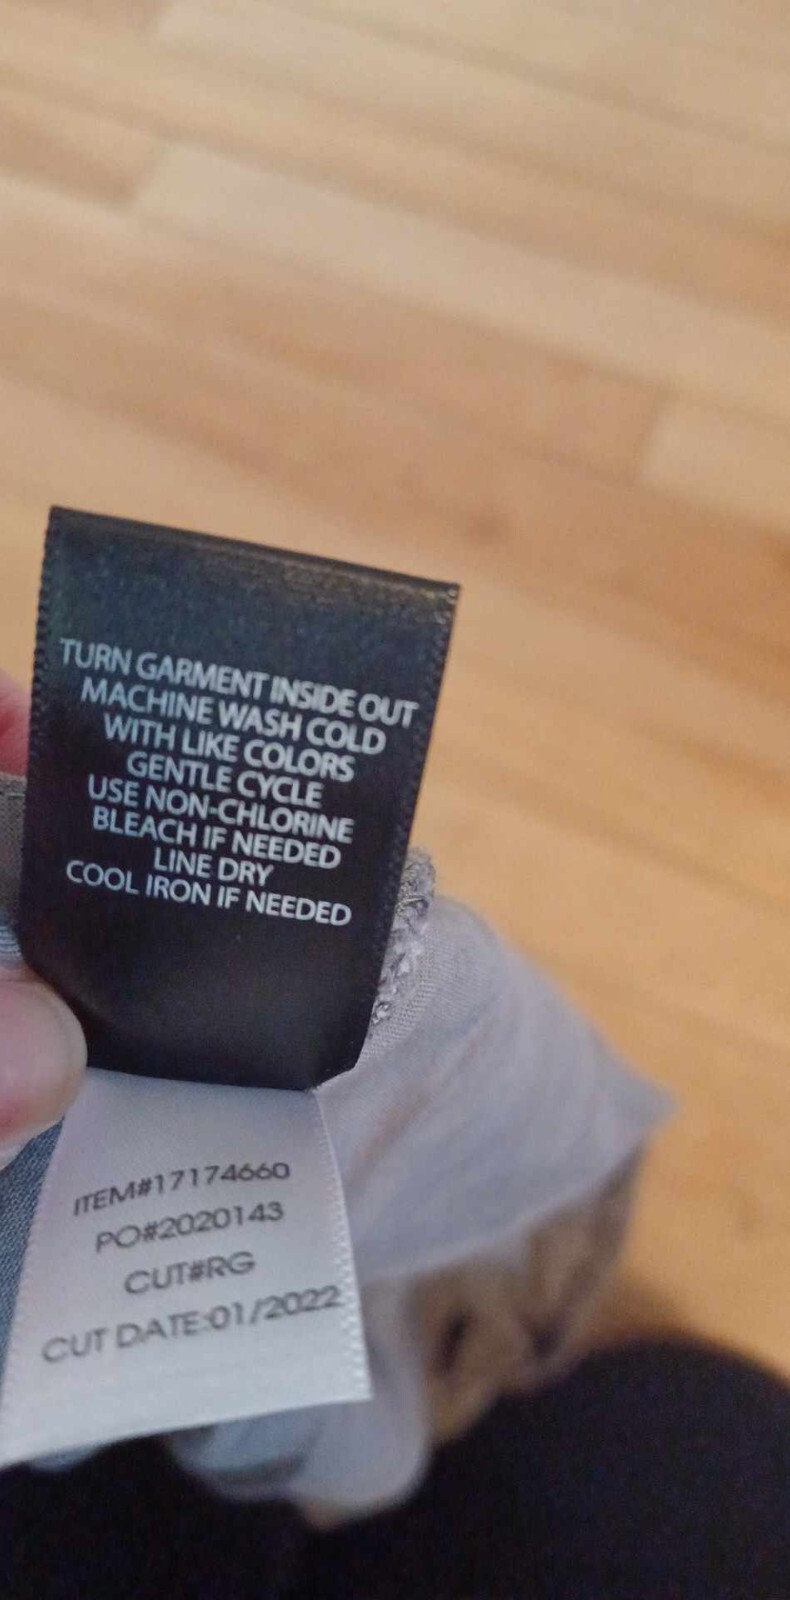 TURN GARMENT INSIDE OUT
MACHINE WASH COLD
WITH LIKE COLORS
GENTLE CYCLE
USE NON-CHLORINE
BLEACH IF NEEDED
LINE DRY
COOL IRON IF NEEDED
ITEM#17174660
PO#2020143
CUT#RG
CUT DATE:01/2022